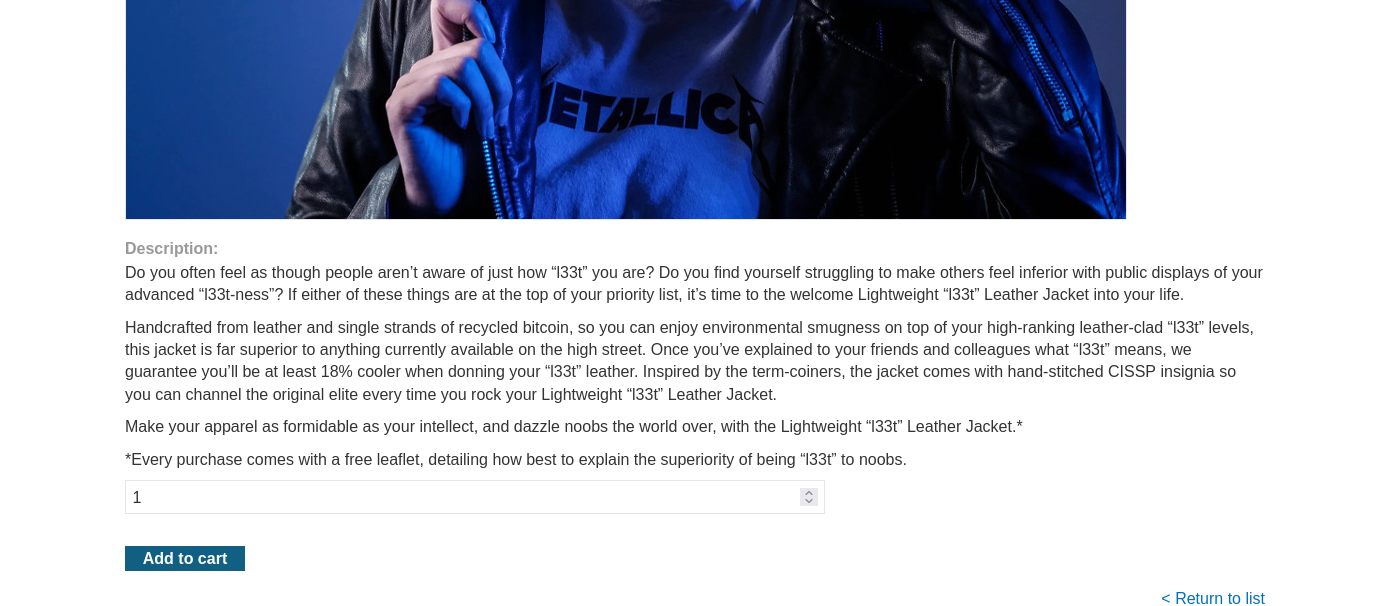 METALLICA
Description:
Do you often feel as though people aren’t aware of just how “l33t” you are? Do you find yourself struggling to make others feel inferior with public displays of your
advanced “l33t-ness”? If either of these things are at the top of your priority list, it’s time to the welcome Lightweight “l33t” Leather Jacket into your life.
Handcrafted from leather and single strands of recycled bitcoin, so you can enjoy environmental smugness on top of your high-ranking leather-clad “l33t” levels,
this jacket is far superior to anything currently available on the high street. Once you’ve explained to your friends and colleagues what “l33t” means, we
guarantee you’ll be at least 18% cooler when donning your “l33t” leather. Inspired by the term-coiners, the jacket comes with hand-stitched CISSP insignia so
you can channel the original elite every time you rock your Lightweight “l33t” Leather Jacket.
Make your apparel as formidable as your intellect, and dazzle noobs the world over, with the Lightweight “l33t” Leather Jacket.*
*Every purchase comes with a free leaflet, detailing how best to explain the superiority of being “l33t” to noobs.
1
Add to cart
< Return to list